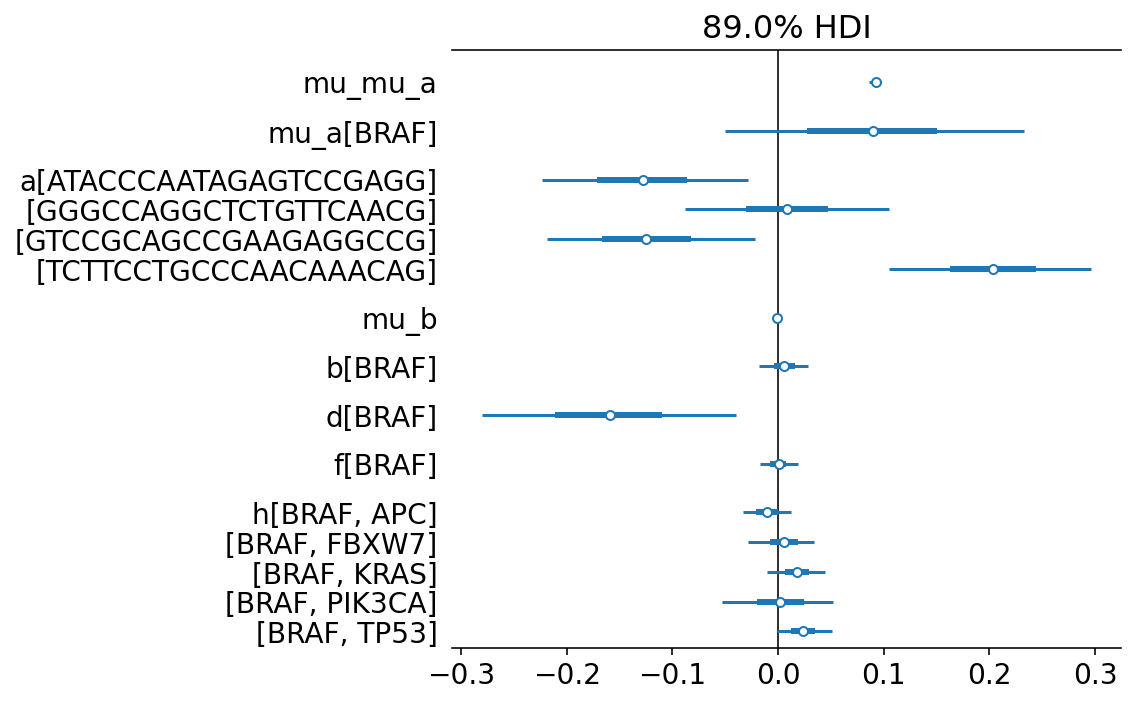 89.0% HDI
mu_mu_a
mu_a[BRAF]
a[ATACCCAATAGAGTCCGAGG]
[GGGCCAGGCTCTGTTCAACG]
[GTCCGCAGCCGAAGAGGCCG]
[TCTTCCTGCCCAACAAACAG]
mu_b
b[BRAF]
d[BRAF]
f[BRAF]
h[BRAF, APC]
[BRAF, FBXW7]
[BRAF, KRAS]
[BRAF, PIK3CA]
[BRAF, TP53]
−0.3 −0.2 −0.1 0.0 0.1 0.2 0.3